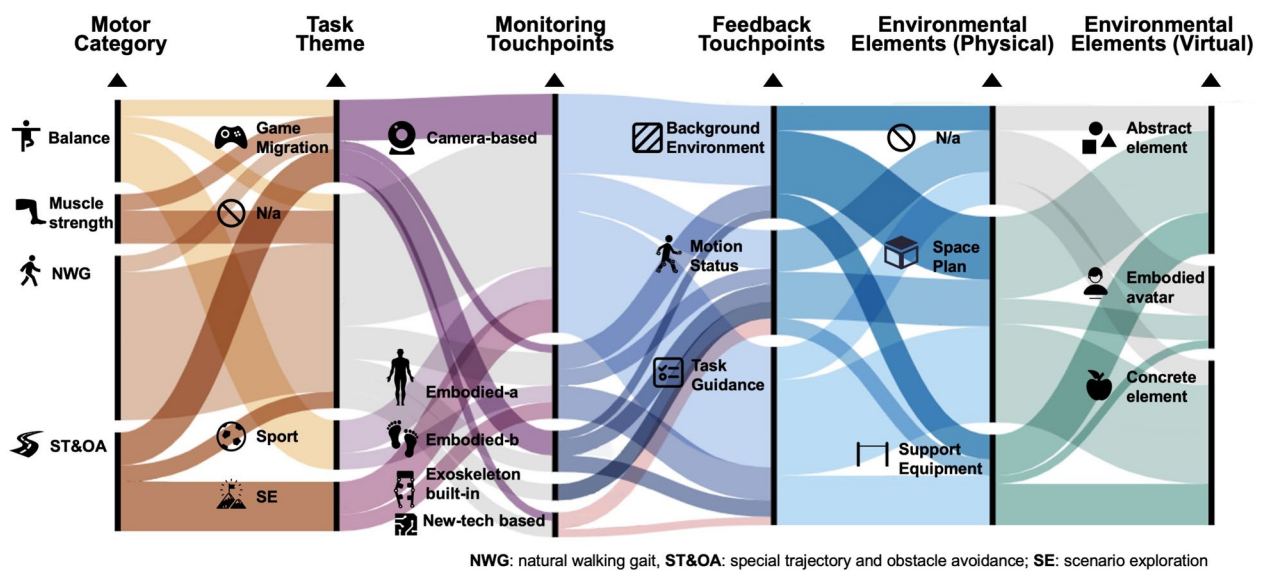 Motor
Category
Task
Theme
Monitoring
Touchpoints
Feedback
Touchpoints
Environmental
Elements (Physical)
Environmental
Elements (Virtual)
Balance
Muscle
strength
NWG
ST&OA
Game
Migration
N/a
Sport
SE
Camera-based
Embodied-a
Embodied-b
Exoskeleton
built-in
New-tech based
Background
Environment
Motion
Status
Task
Guidance
N/a
Space
Plan
Support
Equipment
Abstract
element
Embodied
avatar
Concrete
element
NWG: natural walking gait, ST&OA: special trajectory and obstacle avoidance; SE: scenario exploration